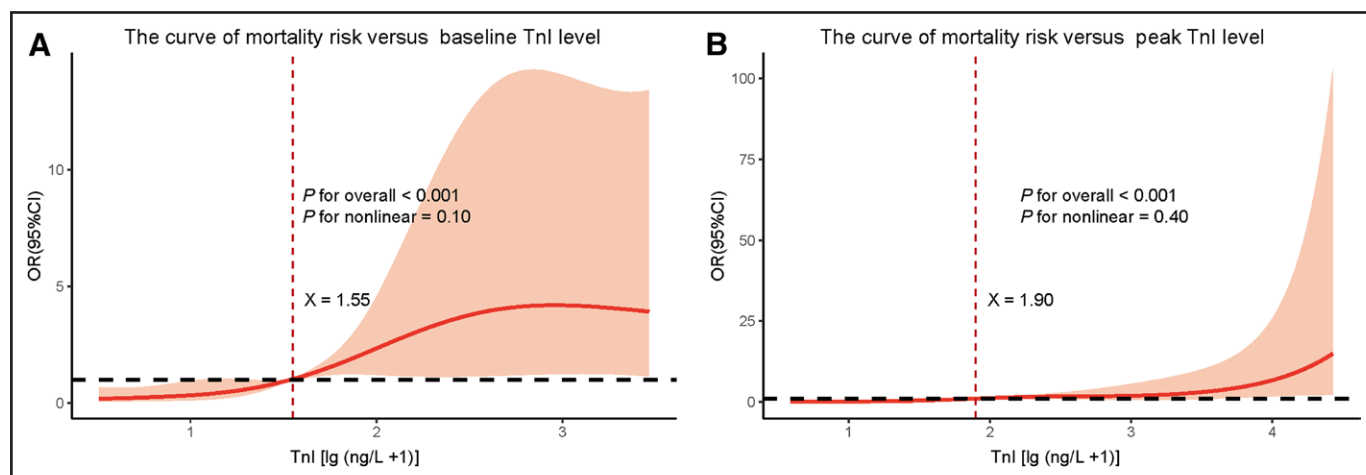 A
The curve of mortality risk versus  baseline TnI level
OR(95%CI)
10
5
0
P for overall < 0.001
P for nonlinear = 0.10
X = 1.55
1
2
3
TnI [lg (ng/L +1)]
B
The curve of mortality risk versus  peak TnI level
OR(95%CI)
100
75
50
25
0
P for overall < 0.001
P for nonlinear = 0.40
X = 1.90
1
2
3
4
TnI [lg (ng/L +1)]